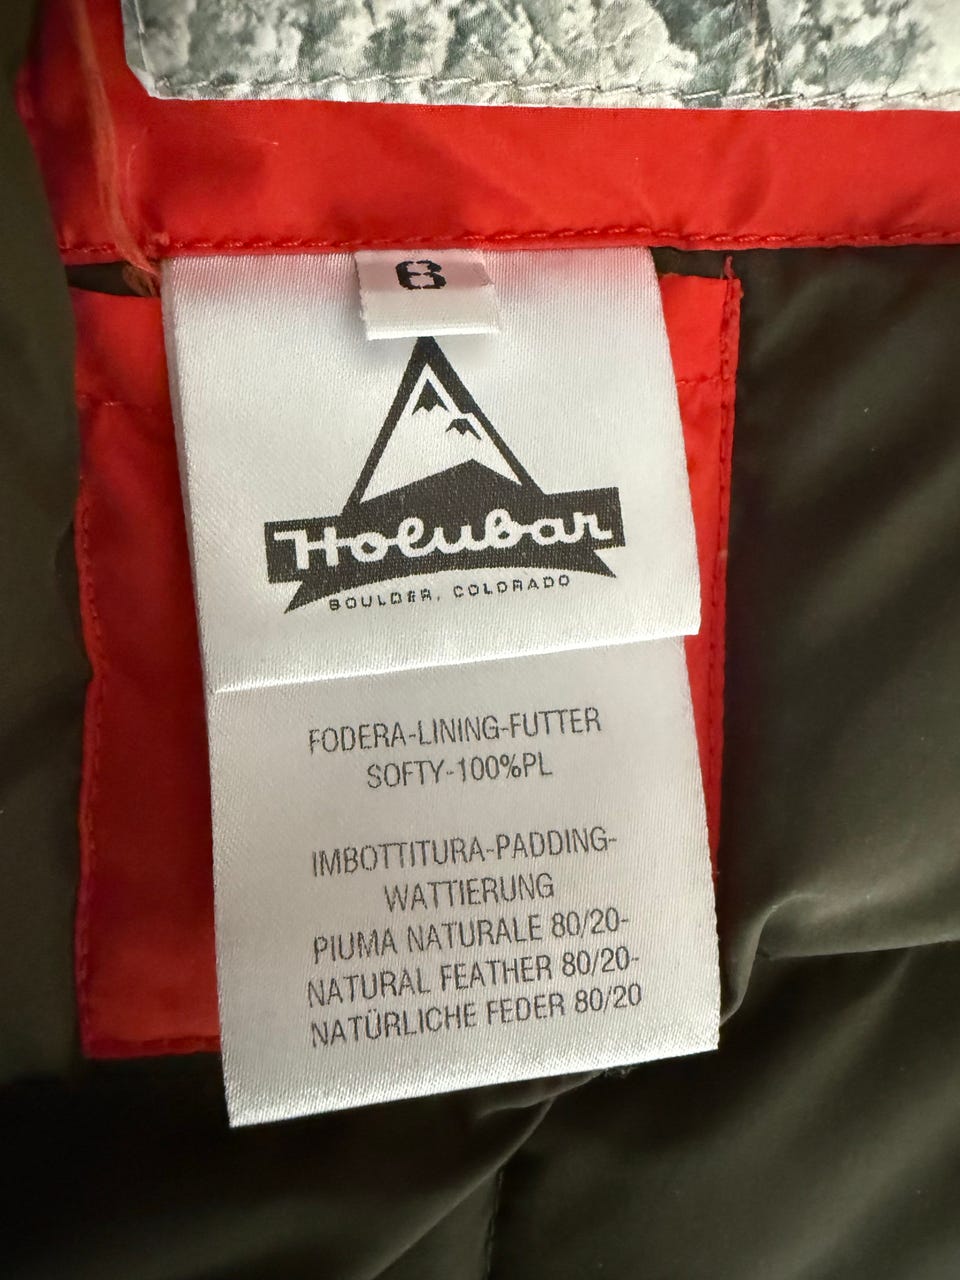 6
Holubar
BOULDER, COLORADO
FODERA-LINING-FUTTER
SOFTY-100%PL
IMBOTTITURA-PADDING-
WATTIERUNG
PIUMA NATURALE 80/20-
NATURAL FEATHER 80/20-
NATÜRLICHE FEDER 80/20